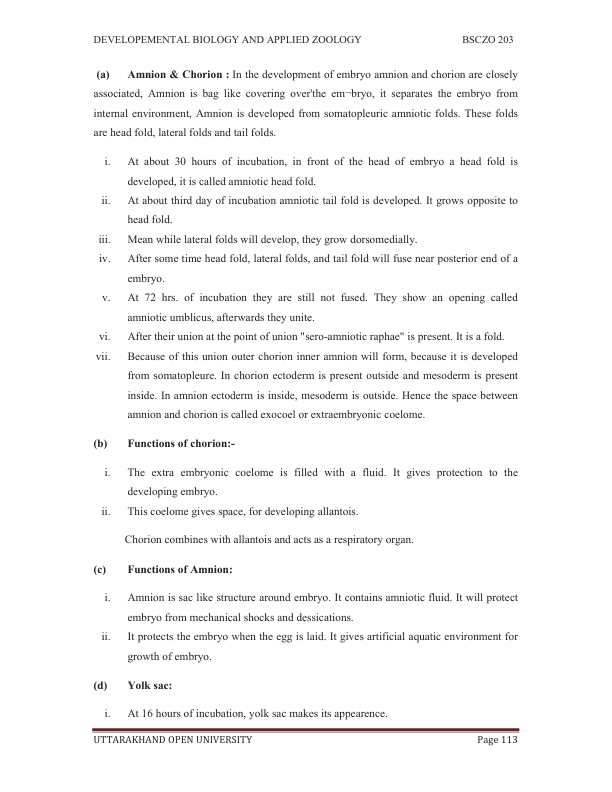 DEVELOPEMENTAL BIOLOGY AND APPLIED ZOOLOGY BSCZO 203
(a) Amnion & Chorion : In the development of embryo amnion and chorion are closely
associated, Amnion is bag like covering over'the em¬bryo, it separates the embryo from
internal environment, Amnion is developed from somatopleuric amniotic folds. These folds
are head fold, lateral folds and tail folds.
i. At about 30 hours of incubation, in front of the head of embryo a head fold is
developed, it is called amniotic head fold.
ii. At about third day of incubation amniotic tail fold is developed. It grows opposite to
head fold.
iii. Mean while lateral folds will develop, they grow dorsomedially.
iv. After some time head fold, lateral folds, and tail fold will fuse near posterior end of a
embryo.
v. At 72 hrs. of incubation they are still not fused. They show an opening called
amniotic umblicus, afterwards they unite.
vi. After their union at the point of union "sero-amniotic raphae" is present. It is a fold.
vii. Because of this union outer chorion inner amnion will form, because it is developed
from somatopleure. In chorion ectoderm is present outside and mesoderm is present
inside. In amnion ectoderm is inside, mesoderm is outside. Hence the space between
amnion and chorion is called exocoel or extraembryonic coelome.
(b) Functions of chorion:-
i. The extra embryonic coelome is filled with a fluid. It gives protection to the
developing embryo.
ii. This coelome gives space, for developing allantois.
Chorion combines with allantois and acts as a respiratory organ.
(c) Functions of Amnion:
i. Amnion is sac like structure around embryo. It contains amniotic fluid. It will protect
embryo from mechanical shocks and dessications.
ii. It protects the embryo when the egg is laid. It gives artificial aquatic environment for
growth of embryo.
(d) Yolk sac:
i. At 16 hours of incubation, yolk sac makes its appearence.
UTTARAKHAND OPEN UNIVERSITY Page 113